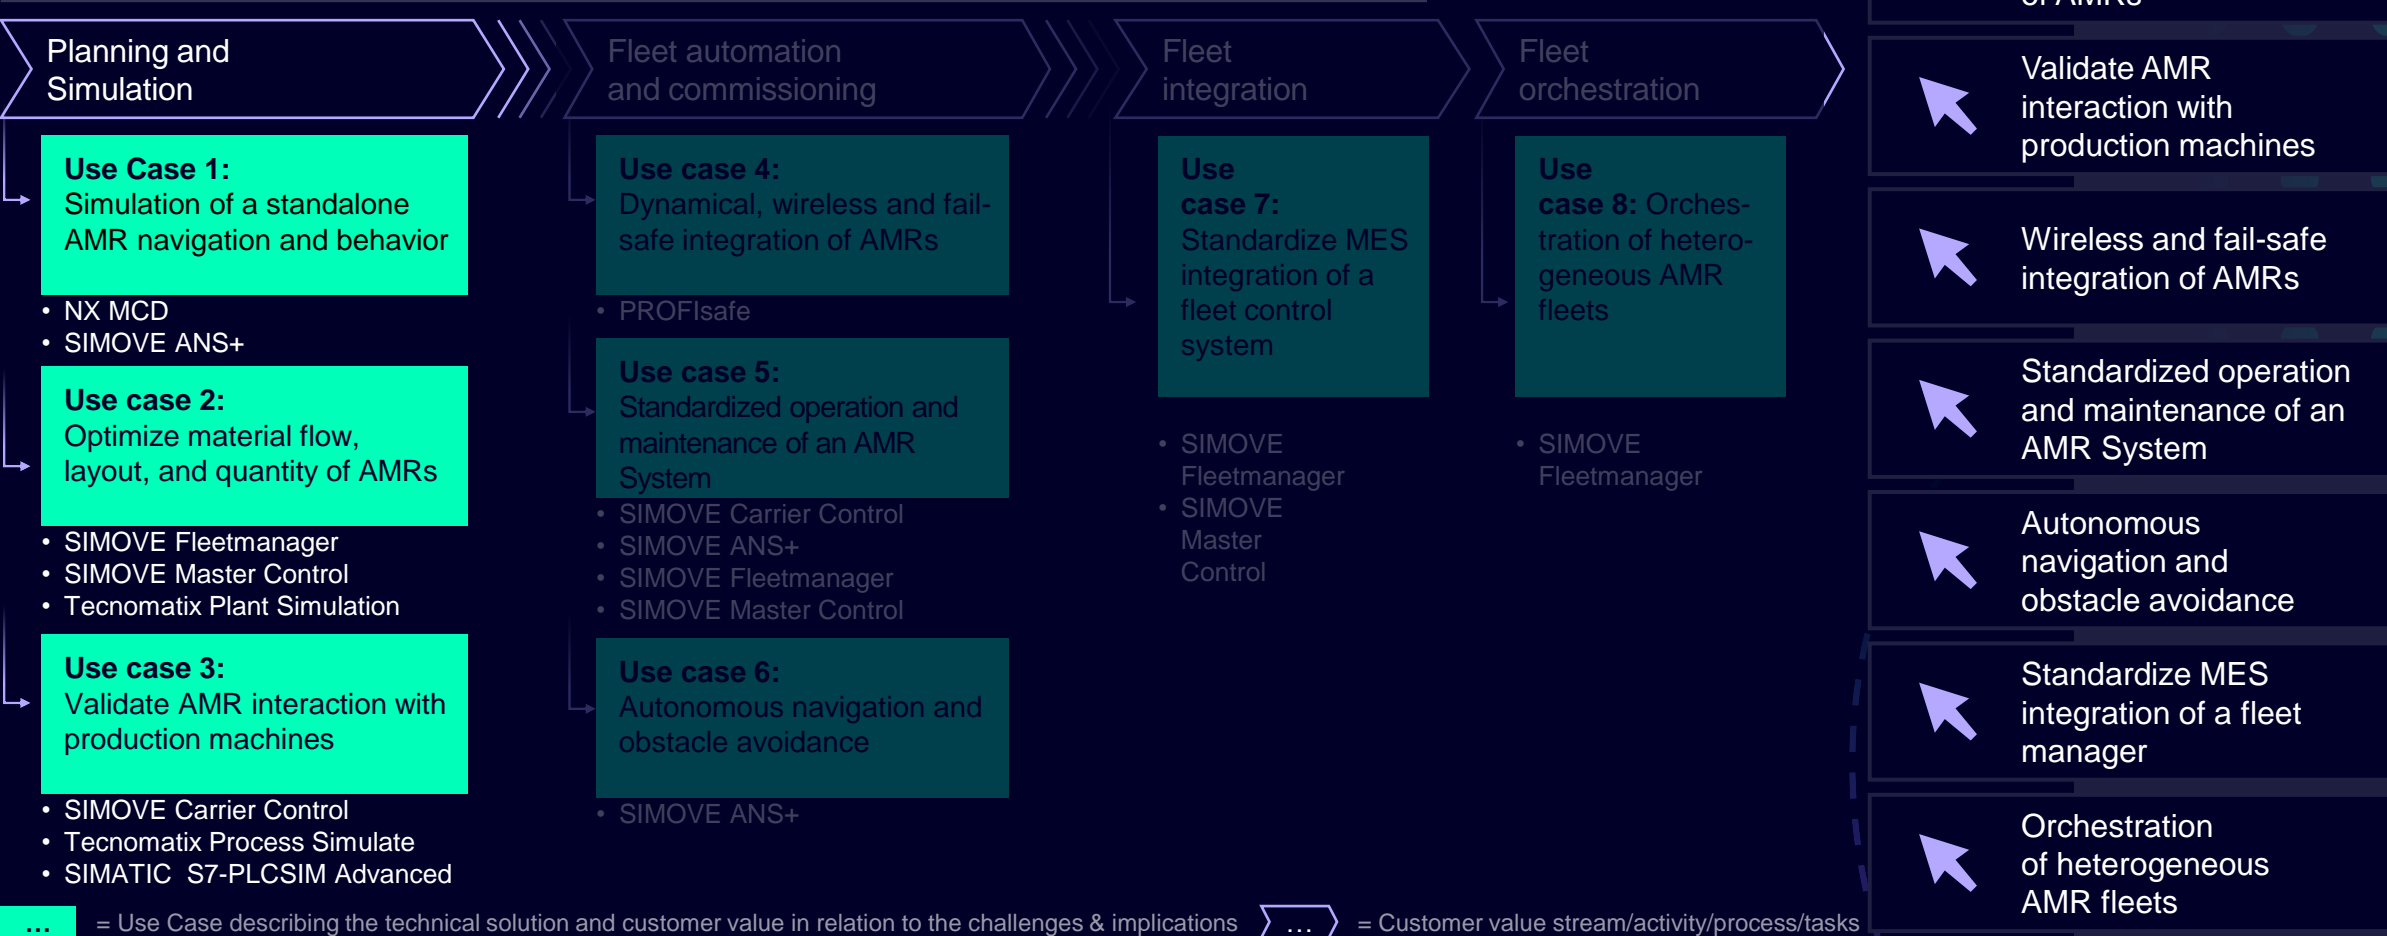 Planning and
Simulation
Use Case 1:
Simulation of a standalone
AMR navigation and behavior
• NX MCD
• SIMOVE ANS+
Use case 2:
Optimize material flow,
layout, and quantity of AMRs
• SIMOVE Fleetmanager
• SIMOVE Master Control
• Tecnomatix Plant Simulation
Use case 3:
Validate AMR interaction with
production machines
• SIMOVE Carrier Control
• Tecnomatix Process Simulate
• SIMATIC S7-PLCSIM Advanced
Fleet automation
and commissioning
Use case 4:
Dynamical, wireless and fail-
safe integration of AMRs
• PROFIsafe
Use case 5:
Standardized operation and
maintenance of an AMR
System
• SIMOVE Carrier Control
• SIMOVE ANS+
• SIMOVE Fleetmanager
• SIMOVE Master Control
Use case 6:
Autonomous navigation and
obstacle avoidance
• SIMOVE ANS+
Fleet
integration
Use
case 7:
Standardize MES
integration of a
fleet control
system
• SIMOVE
Fleetmanager
• SIMOVE
Master
Control
Fleet
orchestration
Use
case 8: Orches-
tration of hetero-
geneous AMR
fleets
• SIMOVE
Fleetmanager
of AMRs
Validate AMR
interaction with
production machines
Wireless and fail-safe
integration of AMRs
Standardized operation
and maintenance of an
AMR System
Autonomous
navigation and
obstacle avoidance
Standardize MES
integration of a fleet
manager
Orchestration
of heterogeneous
AMR fleets
... = Use Case describing the technical solution and customer value in relation to the challenges & implications
... = Customer value stream/activity/process/tasks